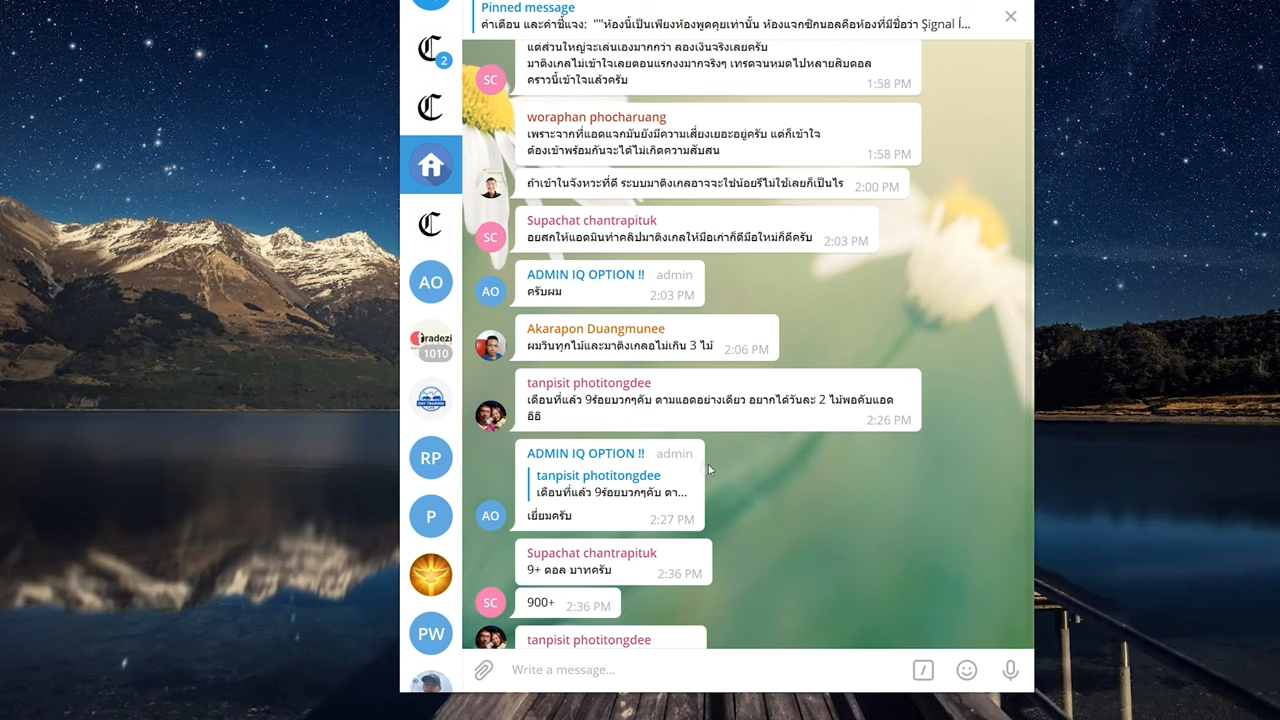 Pinned message
คำเตือน และคำชี้แจง: ""ห้องนี้เป็นเพียงห้องพูดคุยเท่านั้น ห้องแจกซิกนอลคือห้องที่มีชื่อว่า Şignal Í...
2
แต่ส่วนใหญ่จะเล่นเองมากกว่า ลองเงินจริงเลยครับ
มาติงเกลไม่เข้าใจเลยตอนแรกงงมากจริงๆ เทรดจนหมดไปหลายสิบดอล
คราวนี้เข้าใจแล้วครับ
SC
1:58 PM
woraphan phocharuang
เพราะจากที่แอดแจกมันยังมีความเสี่ยงเยอะอยู่ครับ แต่ก็เข้าใจ
ต้องเข้าพร้อมกันจะได้ไม่เกิดความสับสน
1:58 PM
ถ้าเข้าในจังหวะที่ดี ระบบมาติงเกลอาจจะใช่น้อยรึไม่ใช้เลยก็เป็นไร
2:00 PM
Supachat chantrapituk
SC
อยสกให้แอดมินทำคลิปมาติงเกลให้มือเก่าก็ดีมือใหม่ก็ดีครับ
2:03 PM
AO
ADMIN IQ OPTION !! admin
AO
ครับผม
2:03 PM
Akarapon Duangmunee
ผมวินทุกไม้และมาติงเกลอไม่เกิน 3 ไม้
2:06 PM
tradezi
1010
tanpisit photitongdee
เดือนที่แล้ว 9ร้อยบวกๆคับ ตามแอดอย่างเดียว อยากได้วันละ 2 ไม้พอคับแอด
อิอิ
2:26 PM
DAY TRADING
RP
ADMIN IQ OPTION !! admin
tanpisit photitongdee
เดือนที่แล้ว 9ร้อยบวกๆคับ ตา...
P
AO
เยี่ยมครับ
2:27 PM
Supachat chantrapituk
9+ ดอล บาทครับ
2:36 PM
SC
900+
2:36 PM
PW
tanpisit photitongdee
Write a message...